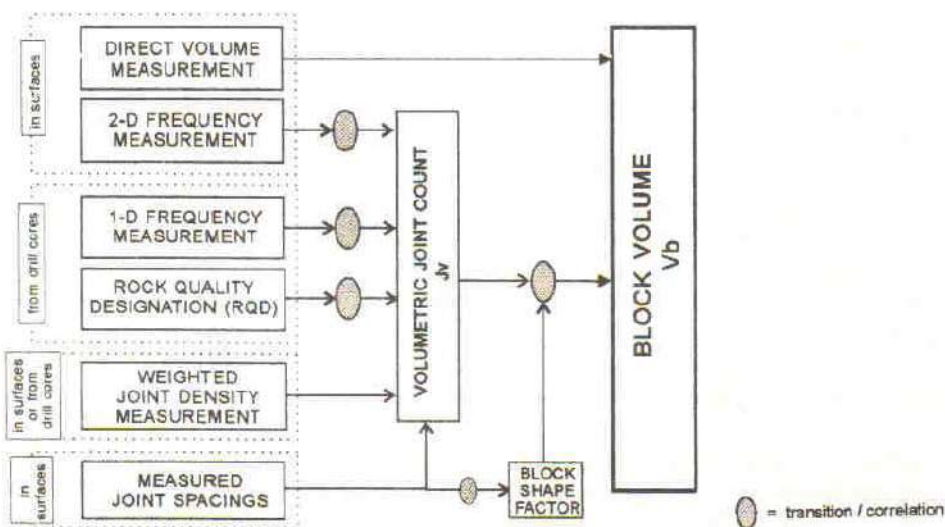 in surfaces
DIRECT VOLUME
MEASUREMENT
2-D FREQUENCY
MEASUREMENT
from drill cores
1-D FREQUENCY
MEASUREMENT
ROCK QUALITY
DESIGNATION (RQD)
in surfaces
or from
drill cores
WEIGHTED
JOINT DENSITY
MEASUREMENT
in
surfaces
MEASURED
JOINT SPACINGS
VOLUMETRIC JOINT COUNT
Jv
BLOCK
SHAPE
FACTOR
BLOCK VOLUME
Vb
= transition / correlation